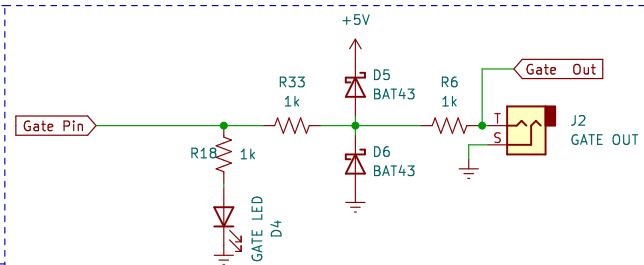 +5V
D5
BAT43
R33
1k
R6
1k
Gate Out
Gate Pin
T
S
J2
GATE OUT
R18
1k
D6
BAT43
GATE LED
D4